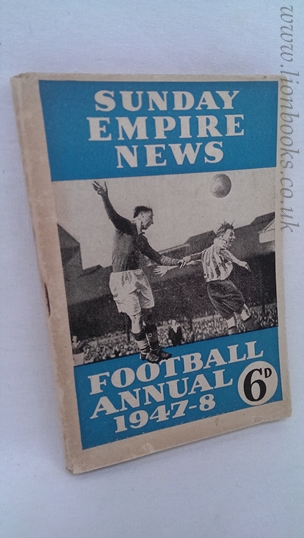 SUNDAY
EMPIRE
NEWS
FOOTBALL
ANNUAL
1947-8
6D
www.lionbooks.co.uk